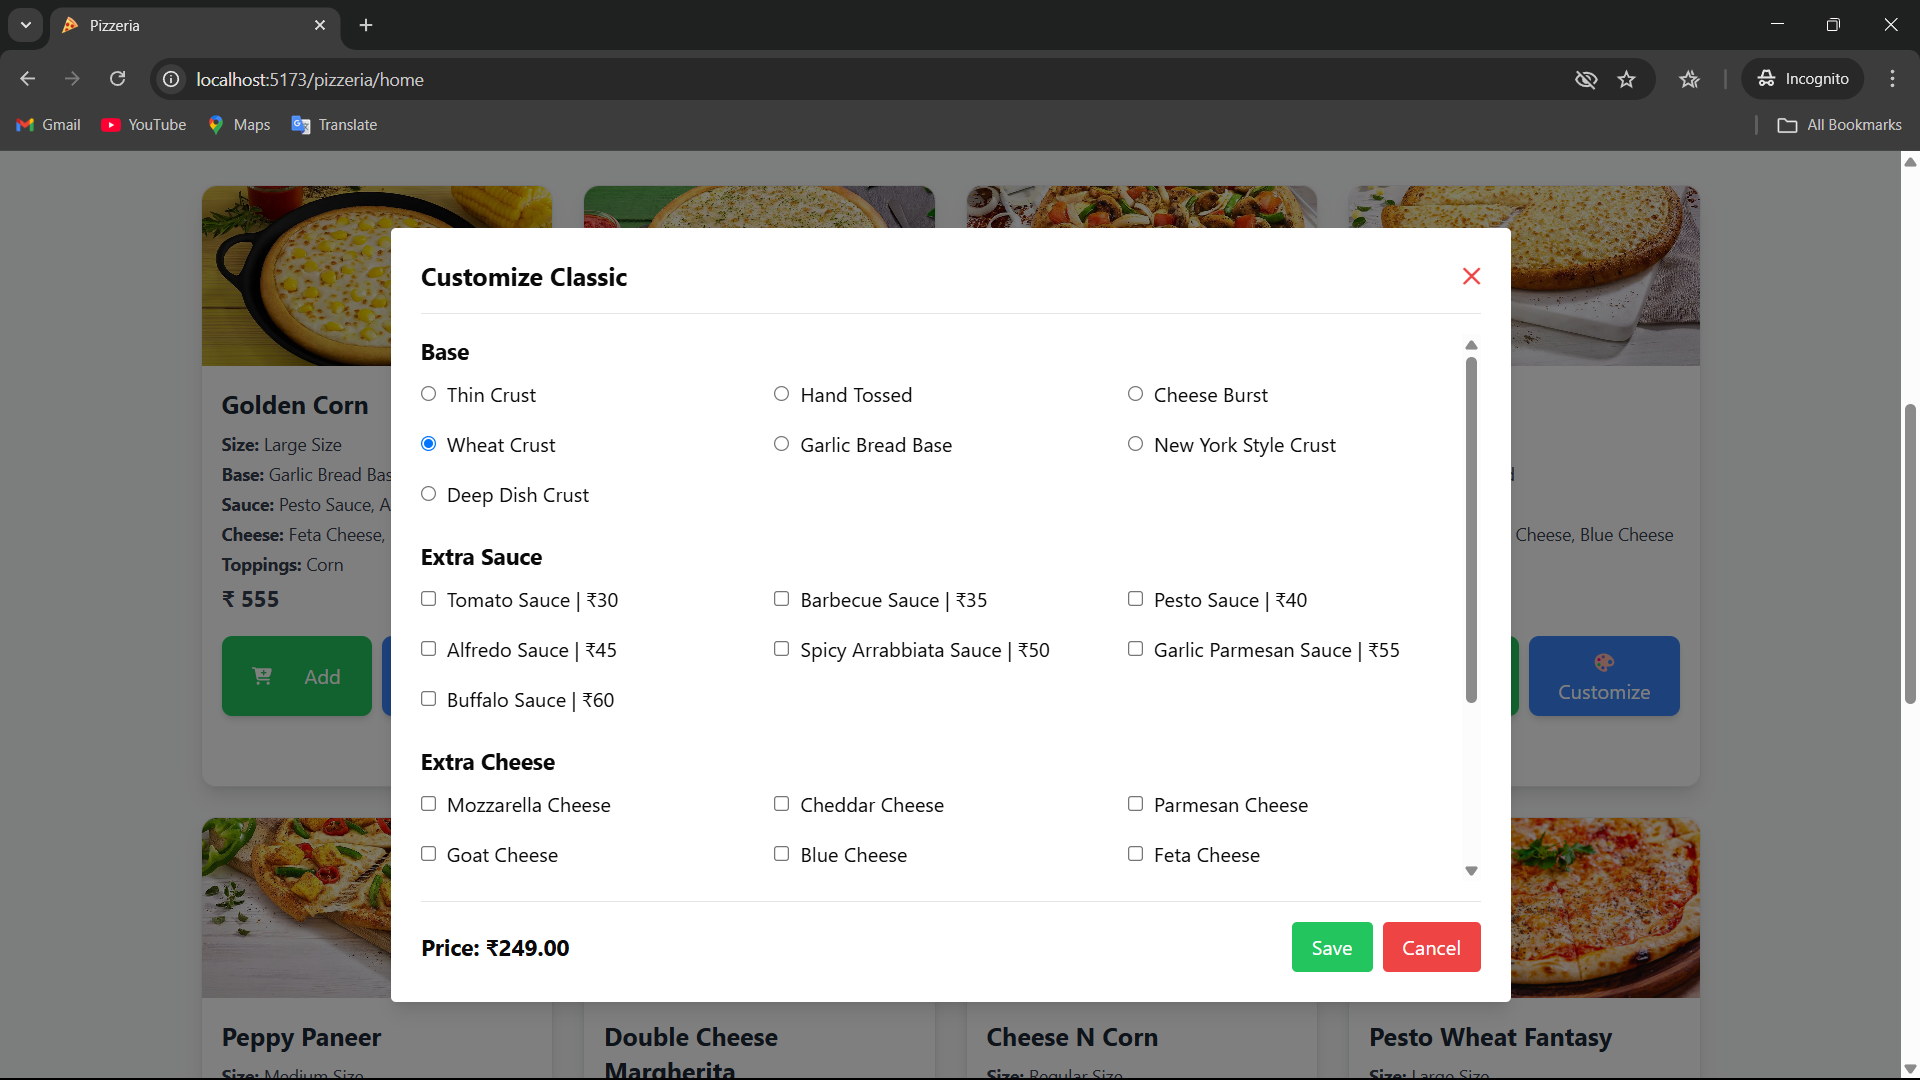 Pizzeria
localhost:5173/pizzeria/home
Incognito
Gmail
YouTube
Maps
Translate
All Bookmarks
Customize Classic
Base
Thin Crust
Hand Tossed
Cheese Burst
Wheat Crust
Garlic Bread Base
New York Style Crust
Deep Dish Crust
Extra Sauce
Tomato Sauce | ₹30
Barbecue Sauce | ₹35
Pesto Sauce | ₹40
Alfredo Sauce | ₹45
Spicy Arrabbiata Sauce | ₹50
Garlic Parmesan Sauce | ₹55
Buffalo Sauce | ₹60
Extra Cheese
Mozzarella Cheese
Cheddar Cheese
Parmesan Cheese
Goat Cheese
Blue Cheese
Feta Cheese
Price: ₹249.00
Save
Cancel
Golden Corn
Size: Large Size
Base: Garlic Bread Bas
Sauce: Pesto Sauce, A
Cheese: Feta Cheese,
Toppings: Corn
₹ 555
Add
Cheese, Blue Cheese
Customize
Peppy Paneer
Size: Medium Size
Double Cheese
Margherita
Cheese N Corn
Size: Regular Size
Pesto Wheat Fantasy
Size: Large Size